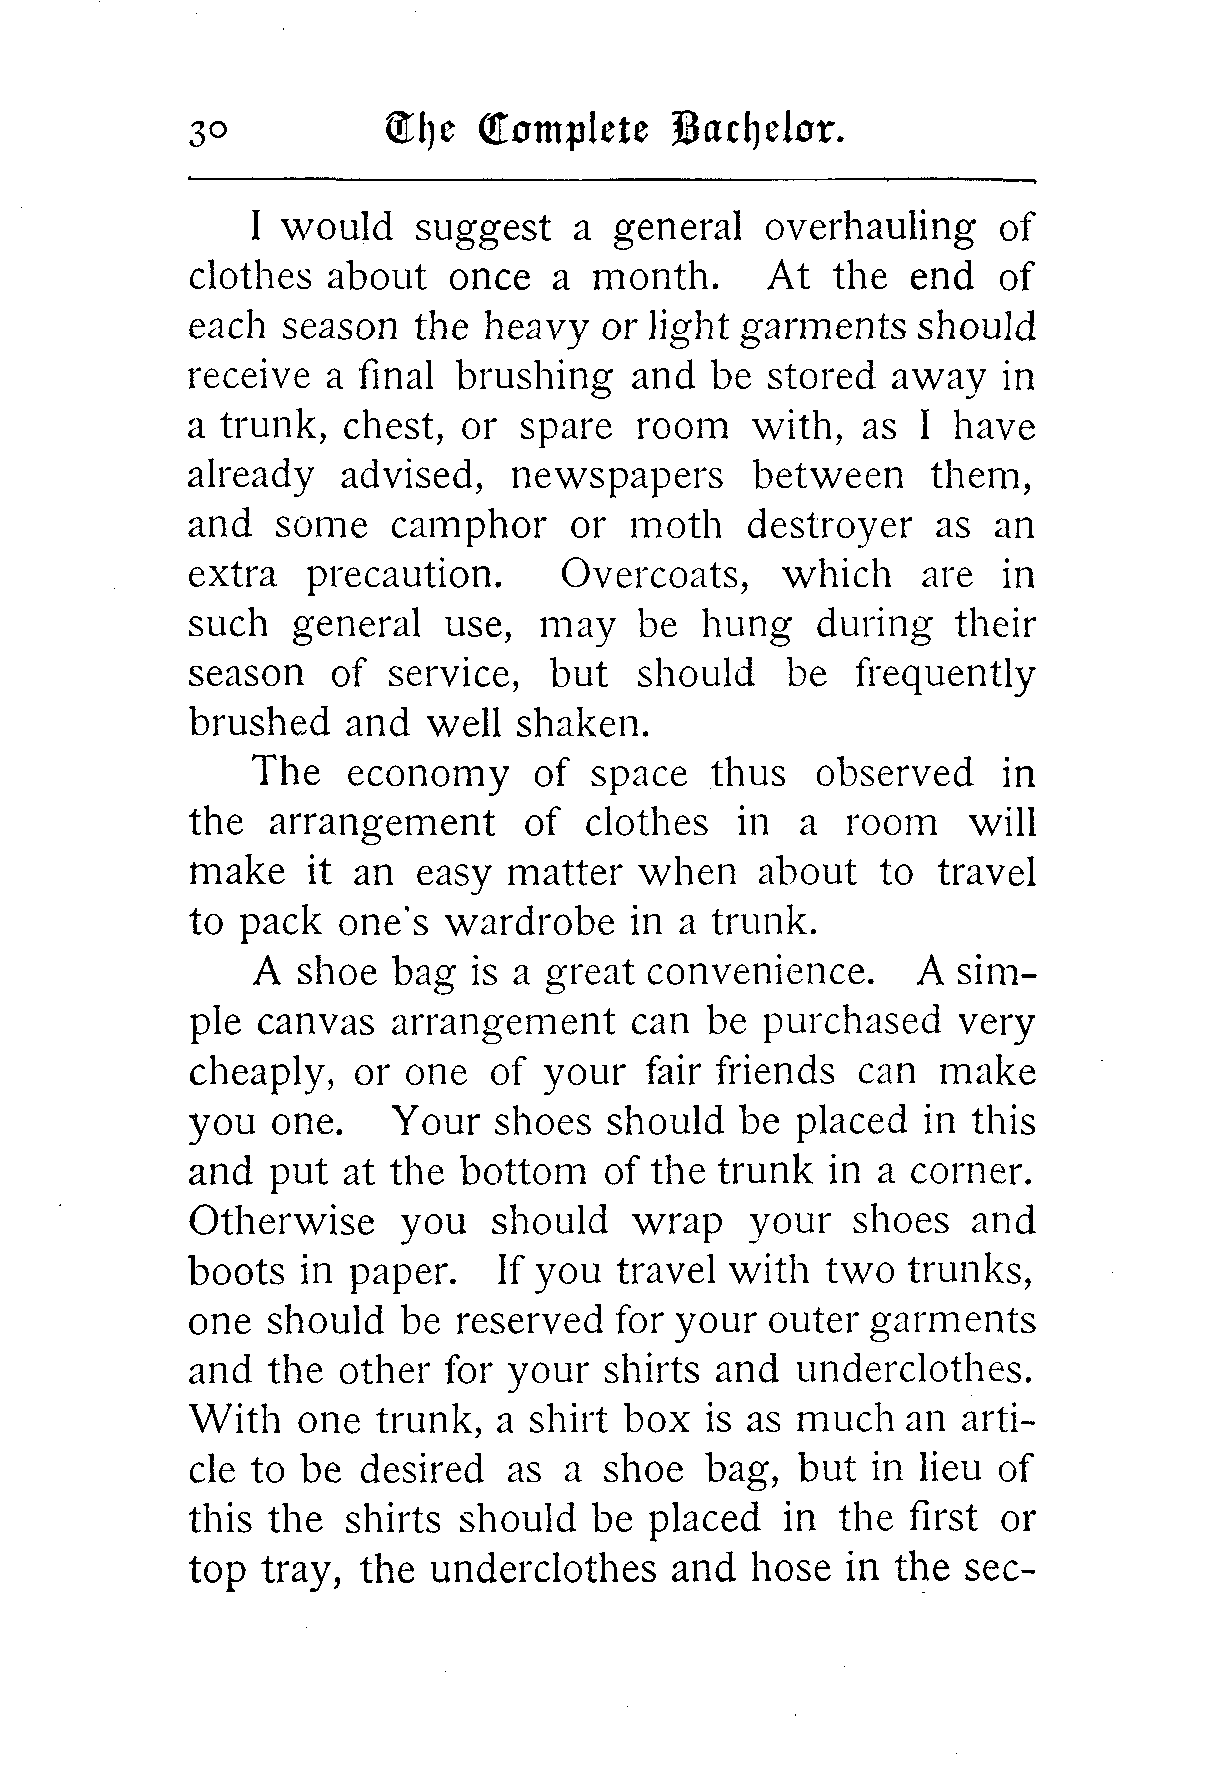 30 The Complete Bachelor.
I would suggest a general overhauling of
clothes about once a month. At the end of
each season the heavy or light garments should
receive a final brushing and be stored away in
a trunk, chest, or spare room with, as I have
already advised, newspapers between them,
and some camphor or moth destroyer as an
extra precaution. Overcoats, which are in
such general use, may be hung during their
season of service, but should be frequently
brushed and well shaken.
The economy of space thus observed in
the arrangement of clothes in a room will
make it an easy matter when about to travel
to pack one's wardrobe in a trunk.
A shoe bag is a great convenience. A sim-
ple canvas arrangement can be purchased very
cheaply, or one of your fair friends can make
you one. Your shoes should be placed in this
and put at the bottom of the trunk in a corner.
Otherwise you should wrap your shoes and
boots in paper. If you travel with two trunks,
one should be reserved for your outer garments
and the other for your shirts and underclothes.
With one trunk, a shirt box is as much an arti-
cle to be desired as a shoe bag, but in lieu of
this the shirts should be placed in the first or
top tray, the underclothes and hose in the sec-